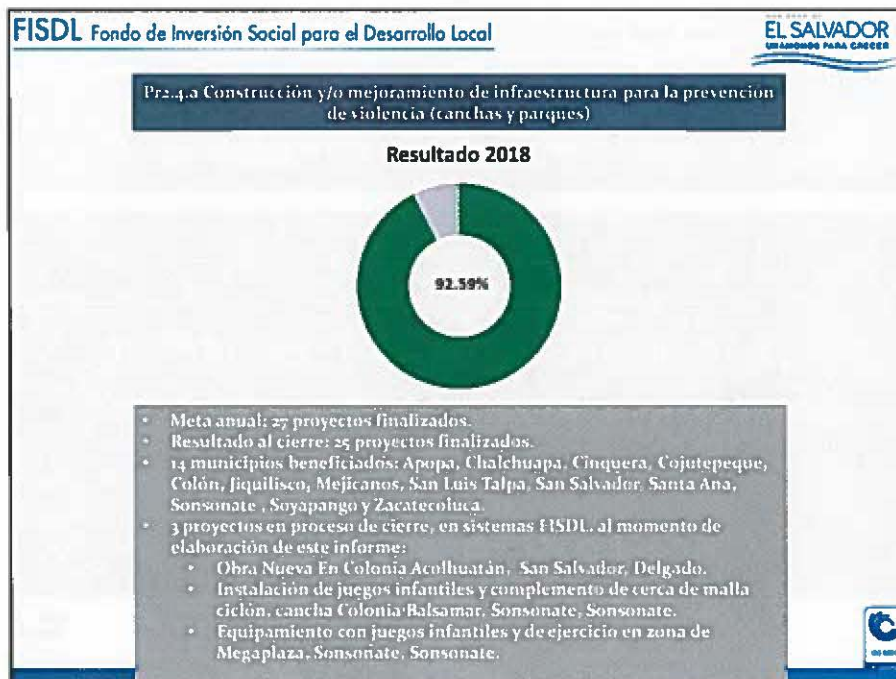 FISDL Fondo de Inversión Social para el Desarrollo Local
EL SALVADOR
UNÁMONOS PARA CRECER
Pr2.4.a Construcción y/o mejoramiento de infraestructura para la prevención
de violencia (canchas y parques)
Resultado 2018
92.59%
• Meta anual: 27 proyectos finalizados.
• Resultado al cierre: 25 proyectos finalizados.
• 14 municipios beneficiados: Apopa, Chalchuapa, Cinquera, Cojutepeque,
Colón, Jiquilisco, Mejicanos, San Luis Talpa, San Salvador, Santa Ana,
Sonsonate , Soyapango y Zacatecoluca.
• 3 proyectos en proceso de cierre, en sistemas FISDL, al momento de
elaboración de este informe:
• Obra Nueva En Colonia Acolhuatán, San Salvador, Delgado.
• Instalación de juegos infantiles y complemento de cerca de malla
ciclón, cancha Colonia Balsamar, Sonsonate, Sonsonate.
• Equipamiento con juegos infantiles y de ejercicio en zona de
Megaplaza, Sonsonate, Sonsonate.